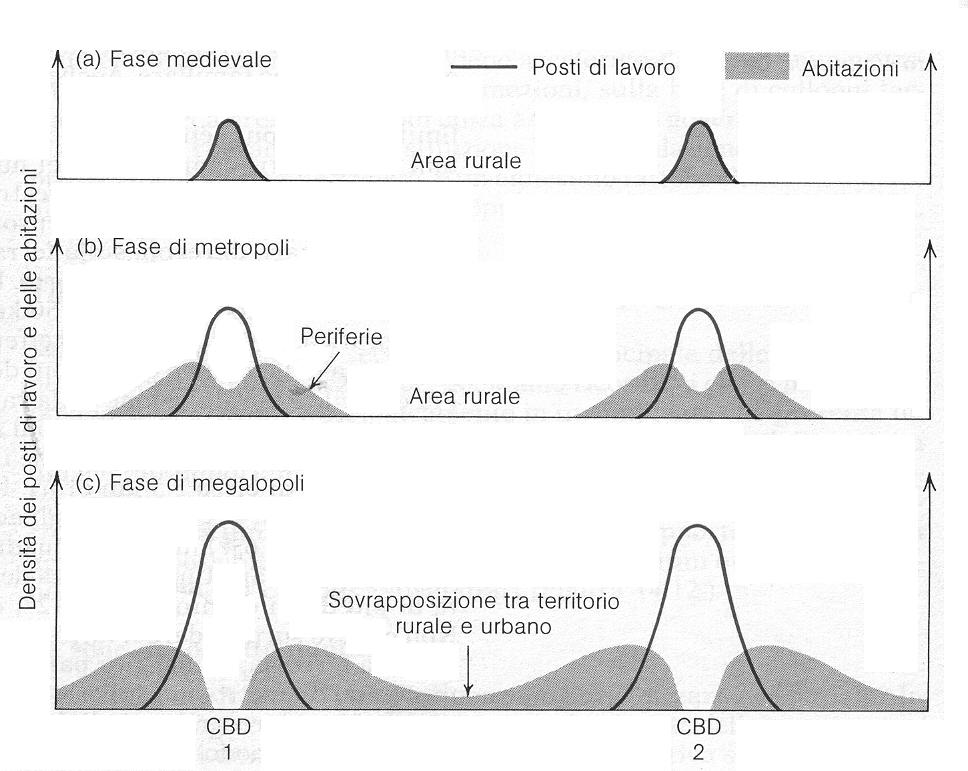 (a) Fase medievale
Posti di lavoro
Abitazioni
Area rurale
Densità dei posti di lavoro e delle abitazioni
(b) Fase di metropoli
Periferie
Area rurale
(c) Fase di megalopoli
Sovrapposizione tra territorio
rurale e urbano
CBD
1
CBD
2